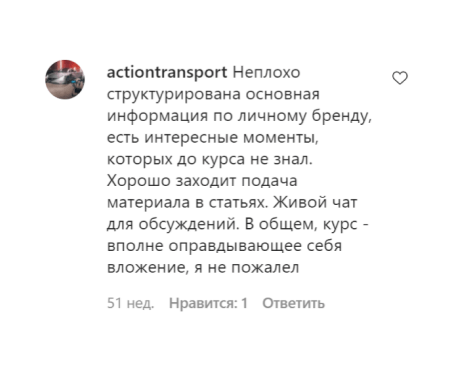 actiontransport Неплохо
структурирована основная
информация по личному бренду,
есть интересные моменты,
которых до курса не знал.
Хорошо заходит подача
материала в статьях. Живой чат
для обсуждений. В общем, курс -
вполне оправдывающее себя
вложение, я не пожалел
51 нед. Нравится: 1 Ответить